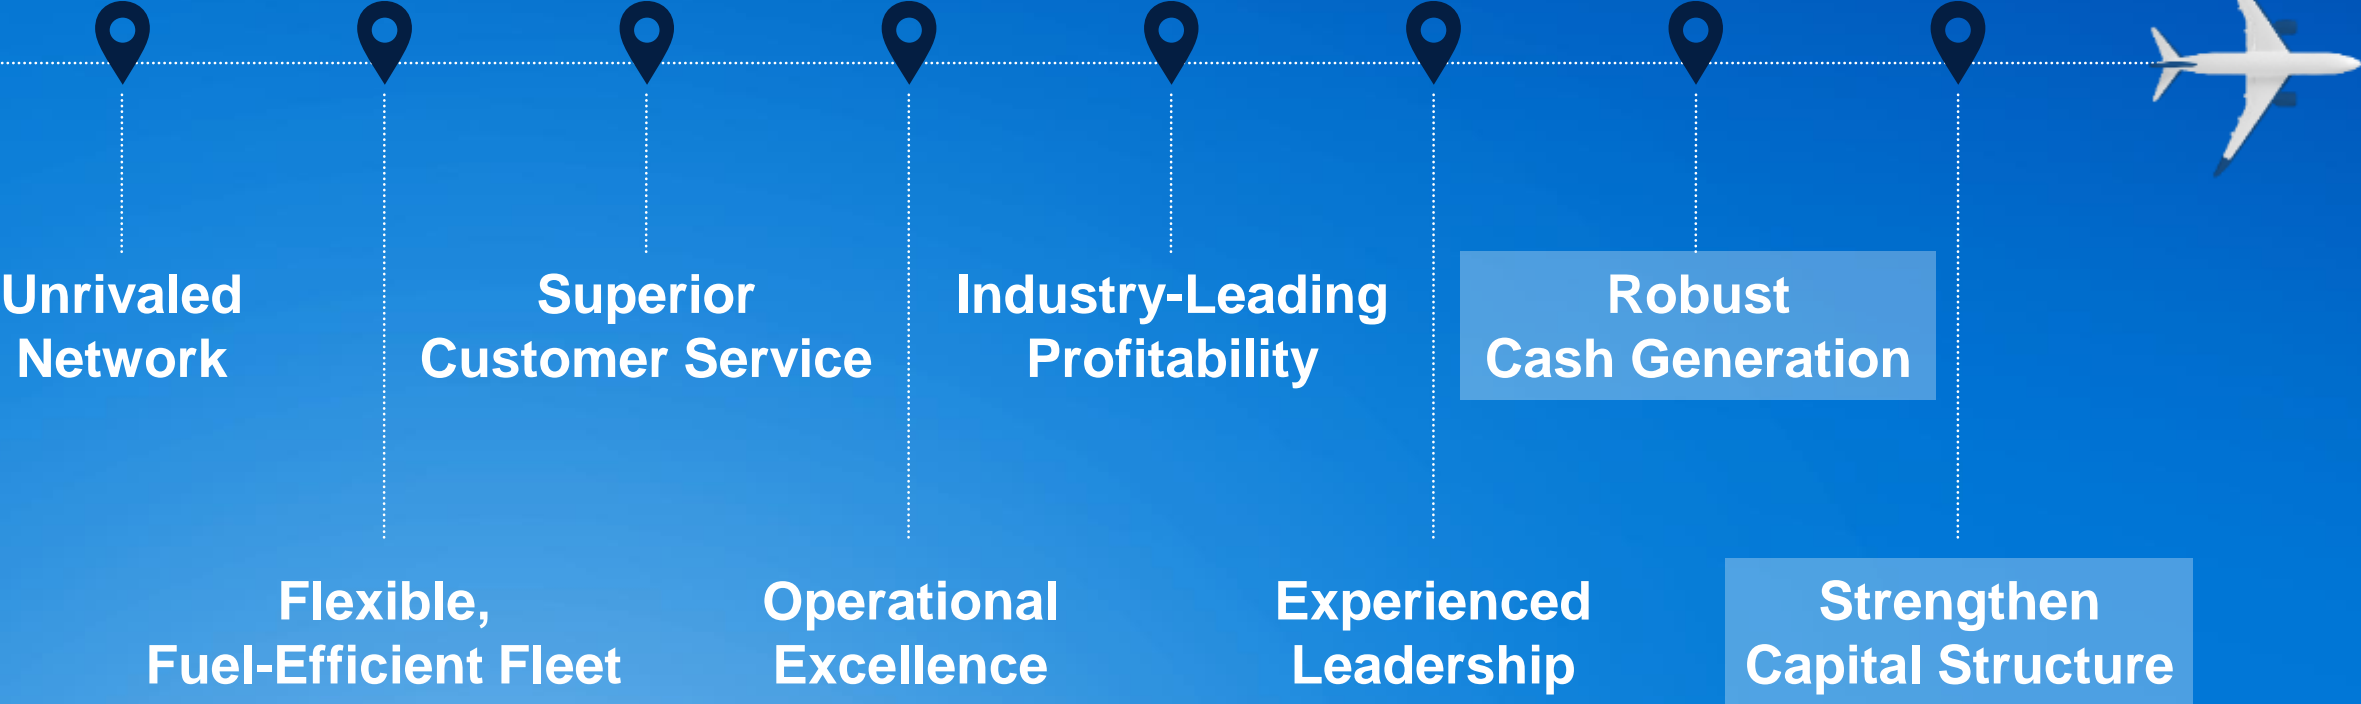 Unrivaled
Network
Flexible,
Fuel-Efficient Fleet
Superior
Customer Service
Operational
Excellence
Industry-Leading
Profitability
Experienced
Leadership
Robust
Cash Generation
Strengthen
Capital Structure